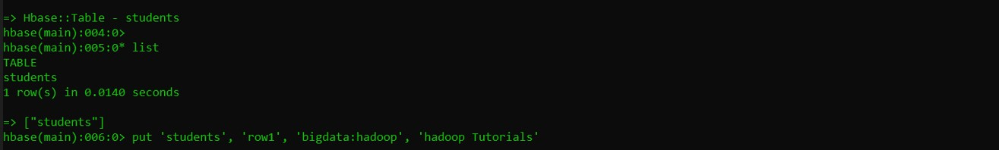 => Hbase::Table - students
hbase(main):004:0>
hbase(main):005:0* list
TABLE
students
1 row(s) in 0.0140 seconds
=> ["students"]
hbase(main):006:0> put 'students', 'row1', 'bigdata:hadoop', 'hadoop Tutorials'